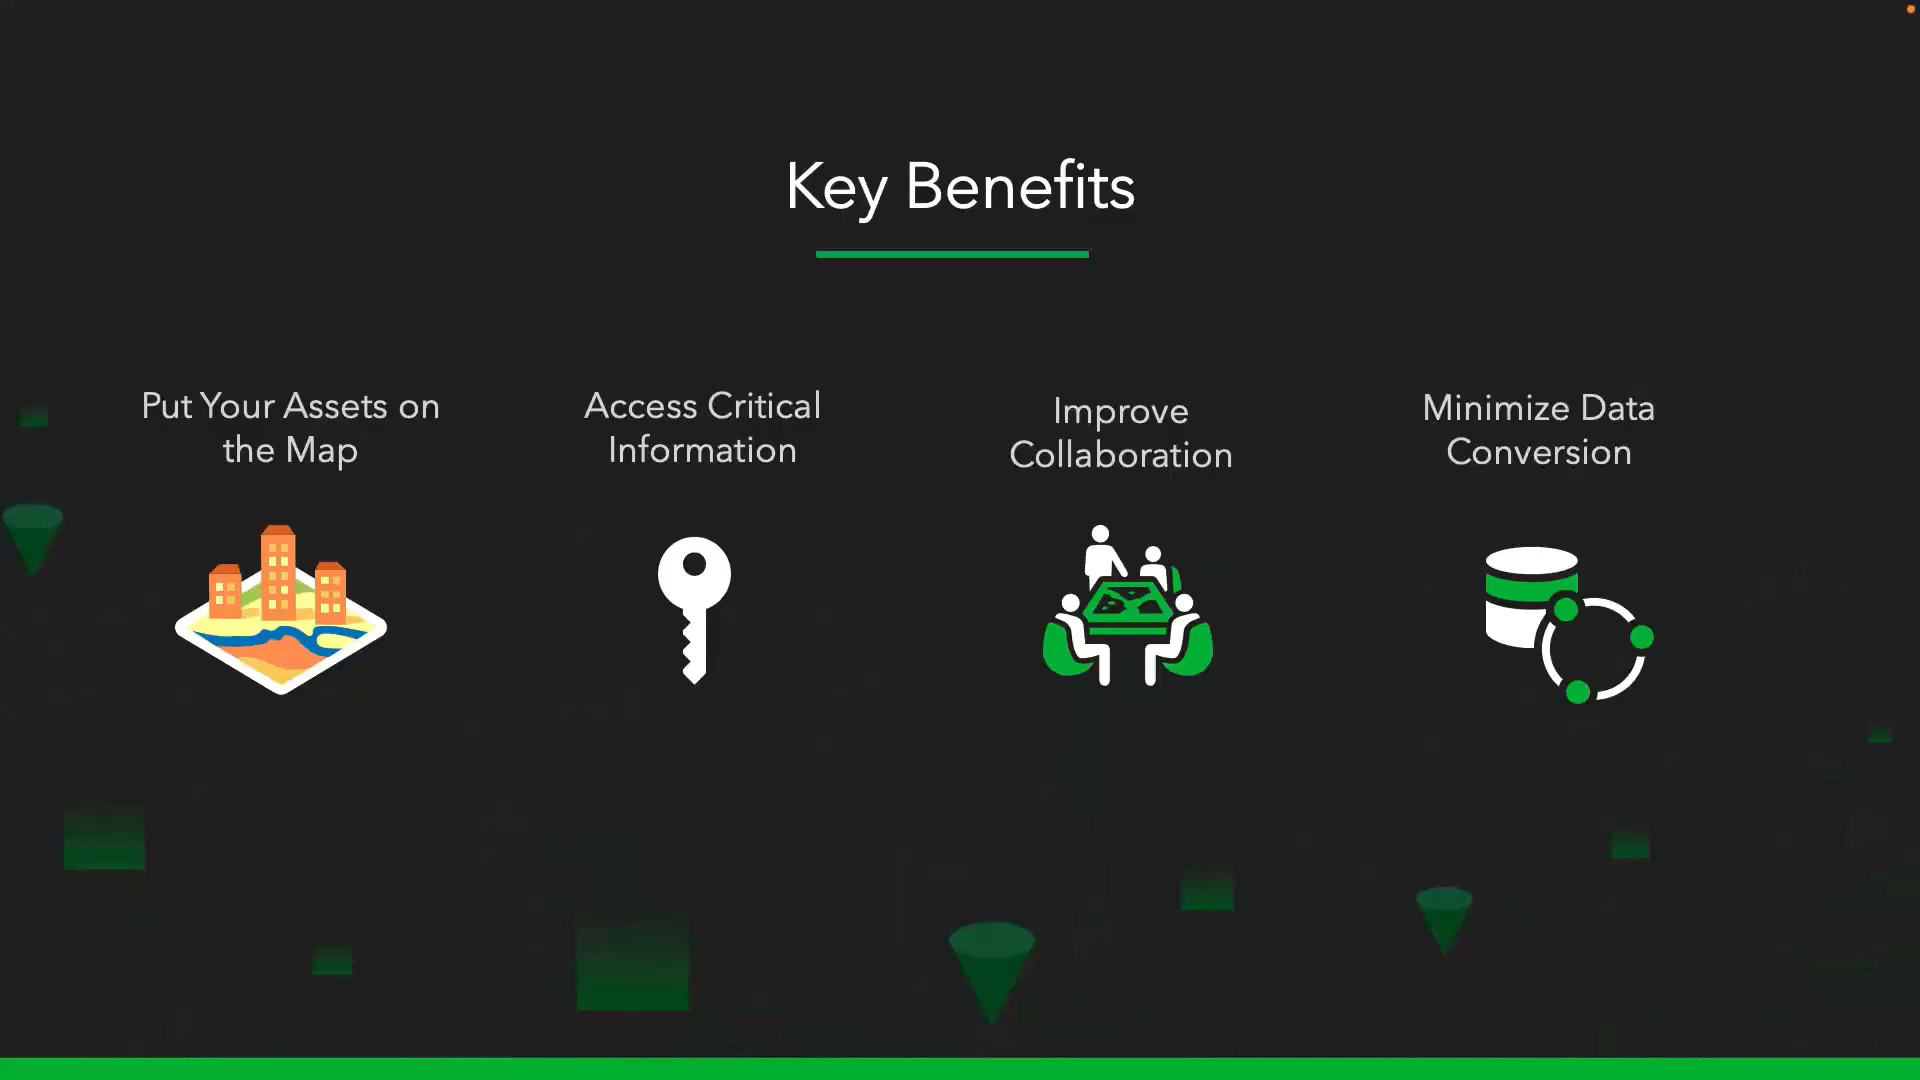 Key Benefits
Put Your Assets on
the Map
Access Critical
Information
Improve
Collaboration
Minimize Data
Conversion